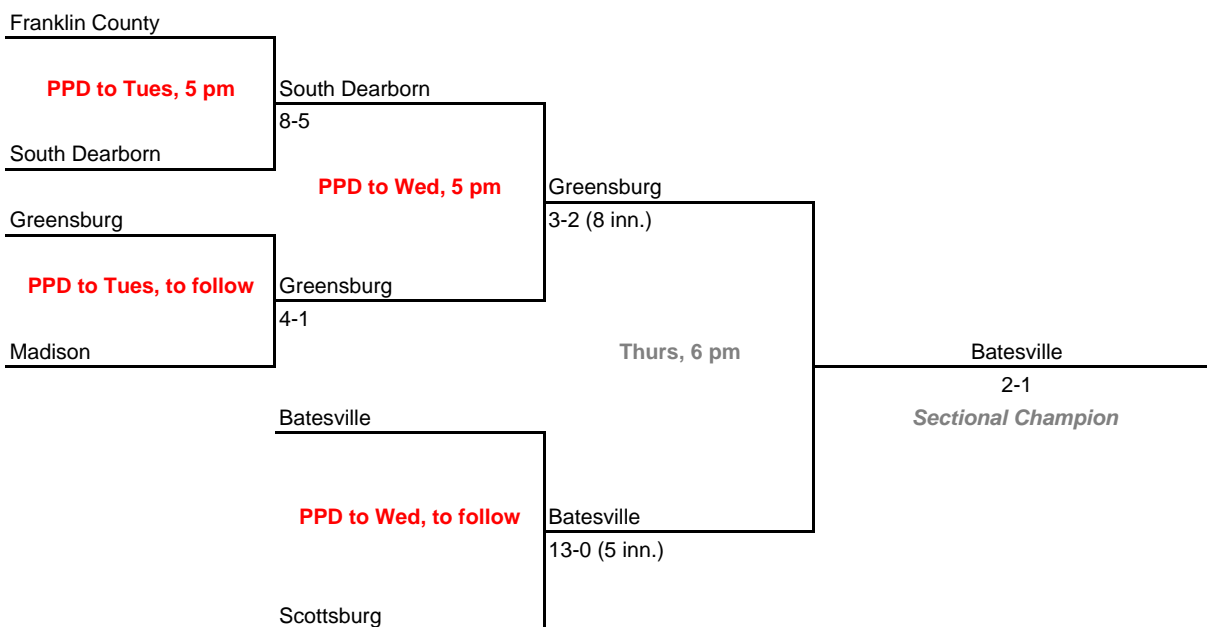 Franklin County
PPD to Tues, 5 pm
South Dearborn
8-5
South Dearborn
PPD to Wed, 5 pm
Greensburg
Greensburg
3-2 (8 inn.)
PPD to Tues, to follow
Greensburg
4-1
Madison
Thurs, 6 pm
Batesville
2-1
Batesville
Sectional Champion
PPD to Wed, to follow
Batesville
13-0 (5 inn.)
Scottsburg